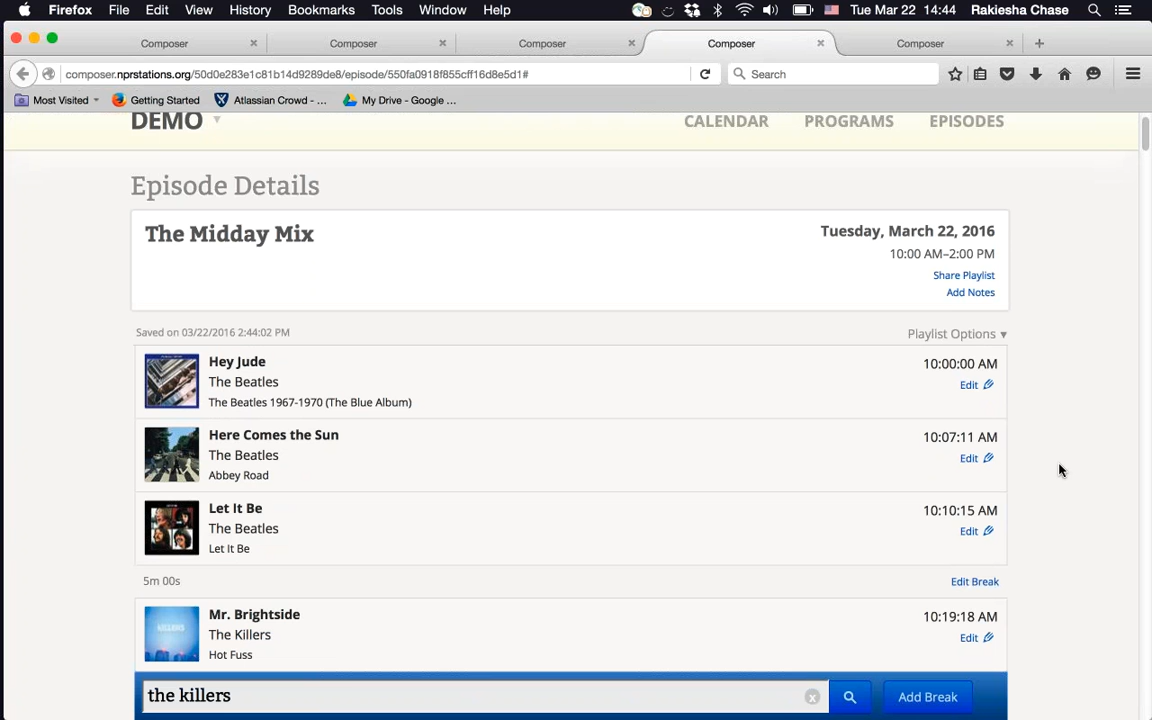 Firefox File Edit View History Bookmarks Tools Window Help Tue Mar 22 14:44 Rakiesha Chase
Composer Composer Composer Composer Composer
composer.nprstations.org/50d0e283e1c81b14d9289de8/episode/550fa0918f855cff16d8e5d1# Search
Most Visited Getting Started Atlassian Crowd - ... My Drive - Google ...
DEMO CALENDAR PROGRAMS EPISODES
Episode Details
The Midday Mix Tuesday, March 22, 2016
10:00 AM–2:00 PM
Share Playlist
Add Notes
Saved on 03/22/2016 2:44:02 PM Playlist Options
Hey Jude 10:00:00 AM
The Beatles Edit
The Beatles 1967-1970 (The Blue Album)
Here Comes the Sun 10:07:11 AM
The Beatles Edit
Abbey Road
Let It Be 10:10:15 AM
The Beatles Edit
Let It Be
5m 00s Edit Break
Mr. Brightside 10:19:18 AM
The Killers Edit
Hot Fuss
the killers x Add Break